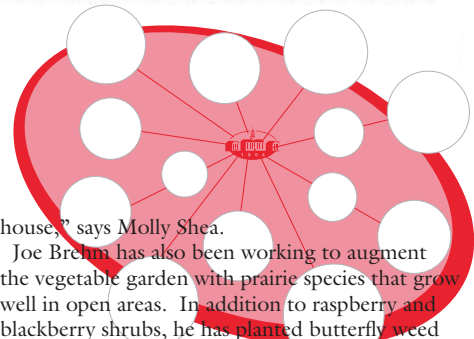 1804
house,” says Molly Shea.
Joe Brehm has also been working to augment
the vegetable garden with prairie species that grow
well in open areas. In addition to raspberry and
blackberry shrubs, he has planted butterfly weed